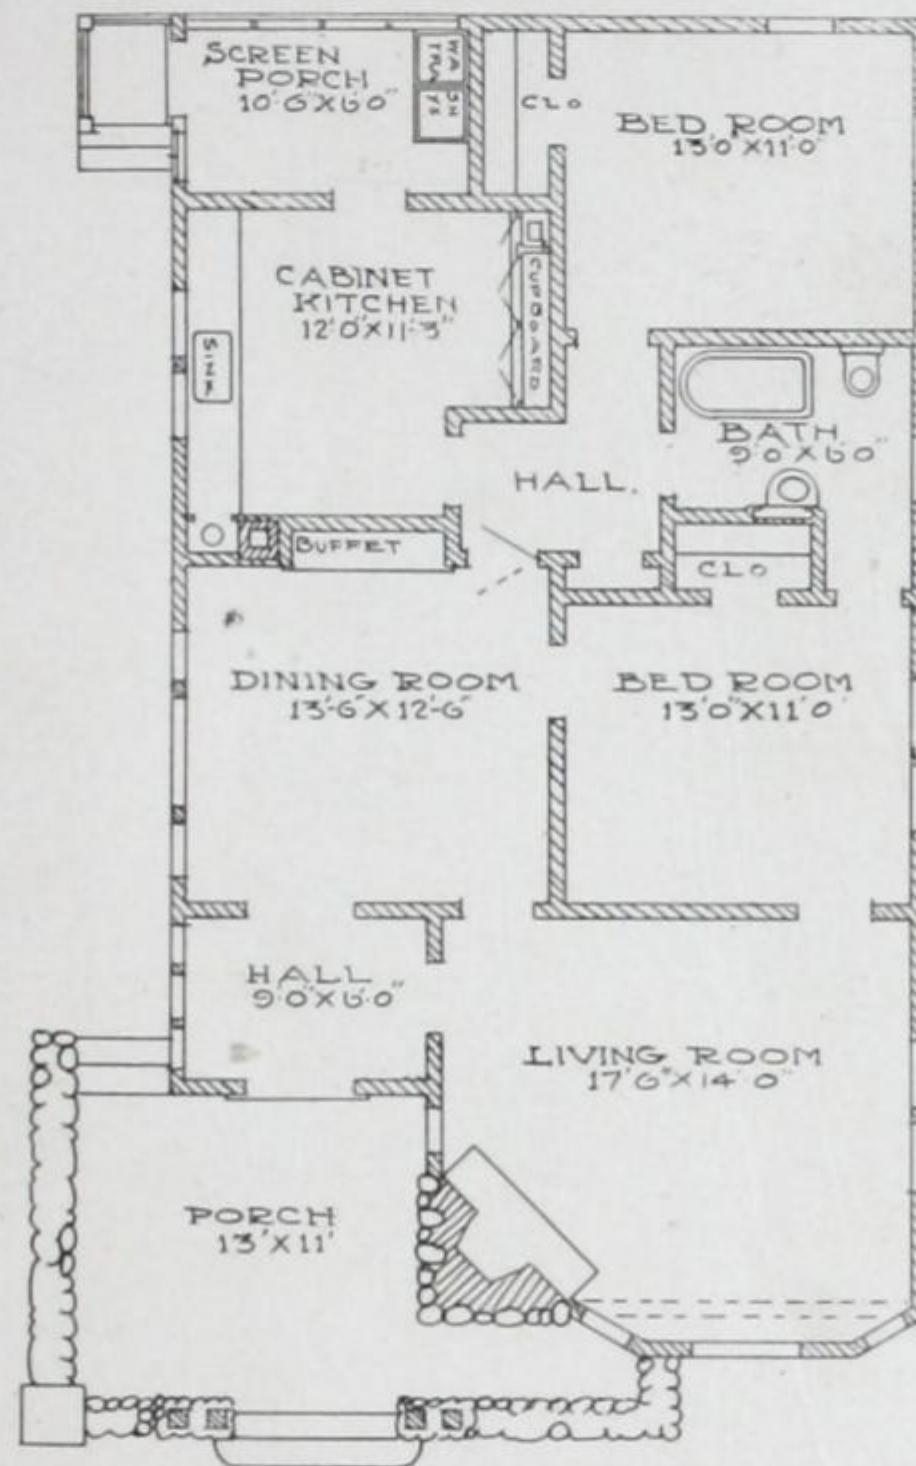 SCREEN
PORCH
10'-6"X6'0"
WA
TRAY
SH
CLO
BED ROOM
13'0"X11'0"
CABINET
KITCHEN
12'0"X11'-3"
CUPBOARD
SINK
BATH
9'0"X6'0"
HALL.
BUFFET
CLO
DINING ROOM
13'-6"X12'-6"
BED ROOM
13'0"X11'0
HALL
9'0"X6'0"
LIVING ROOM
17'6"X14'0"
PORCH
13'X11'